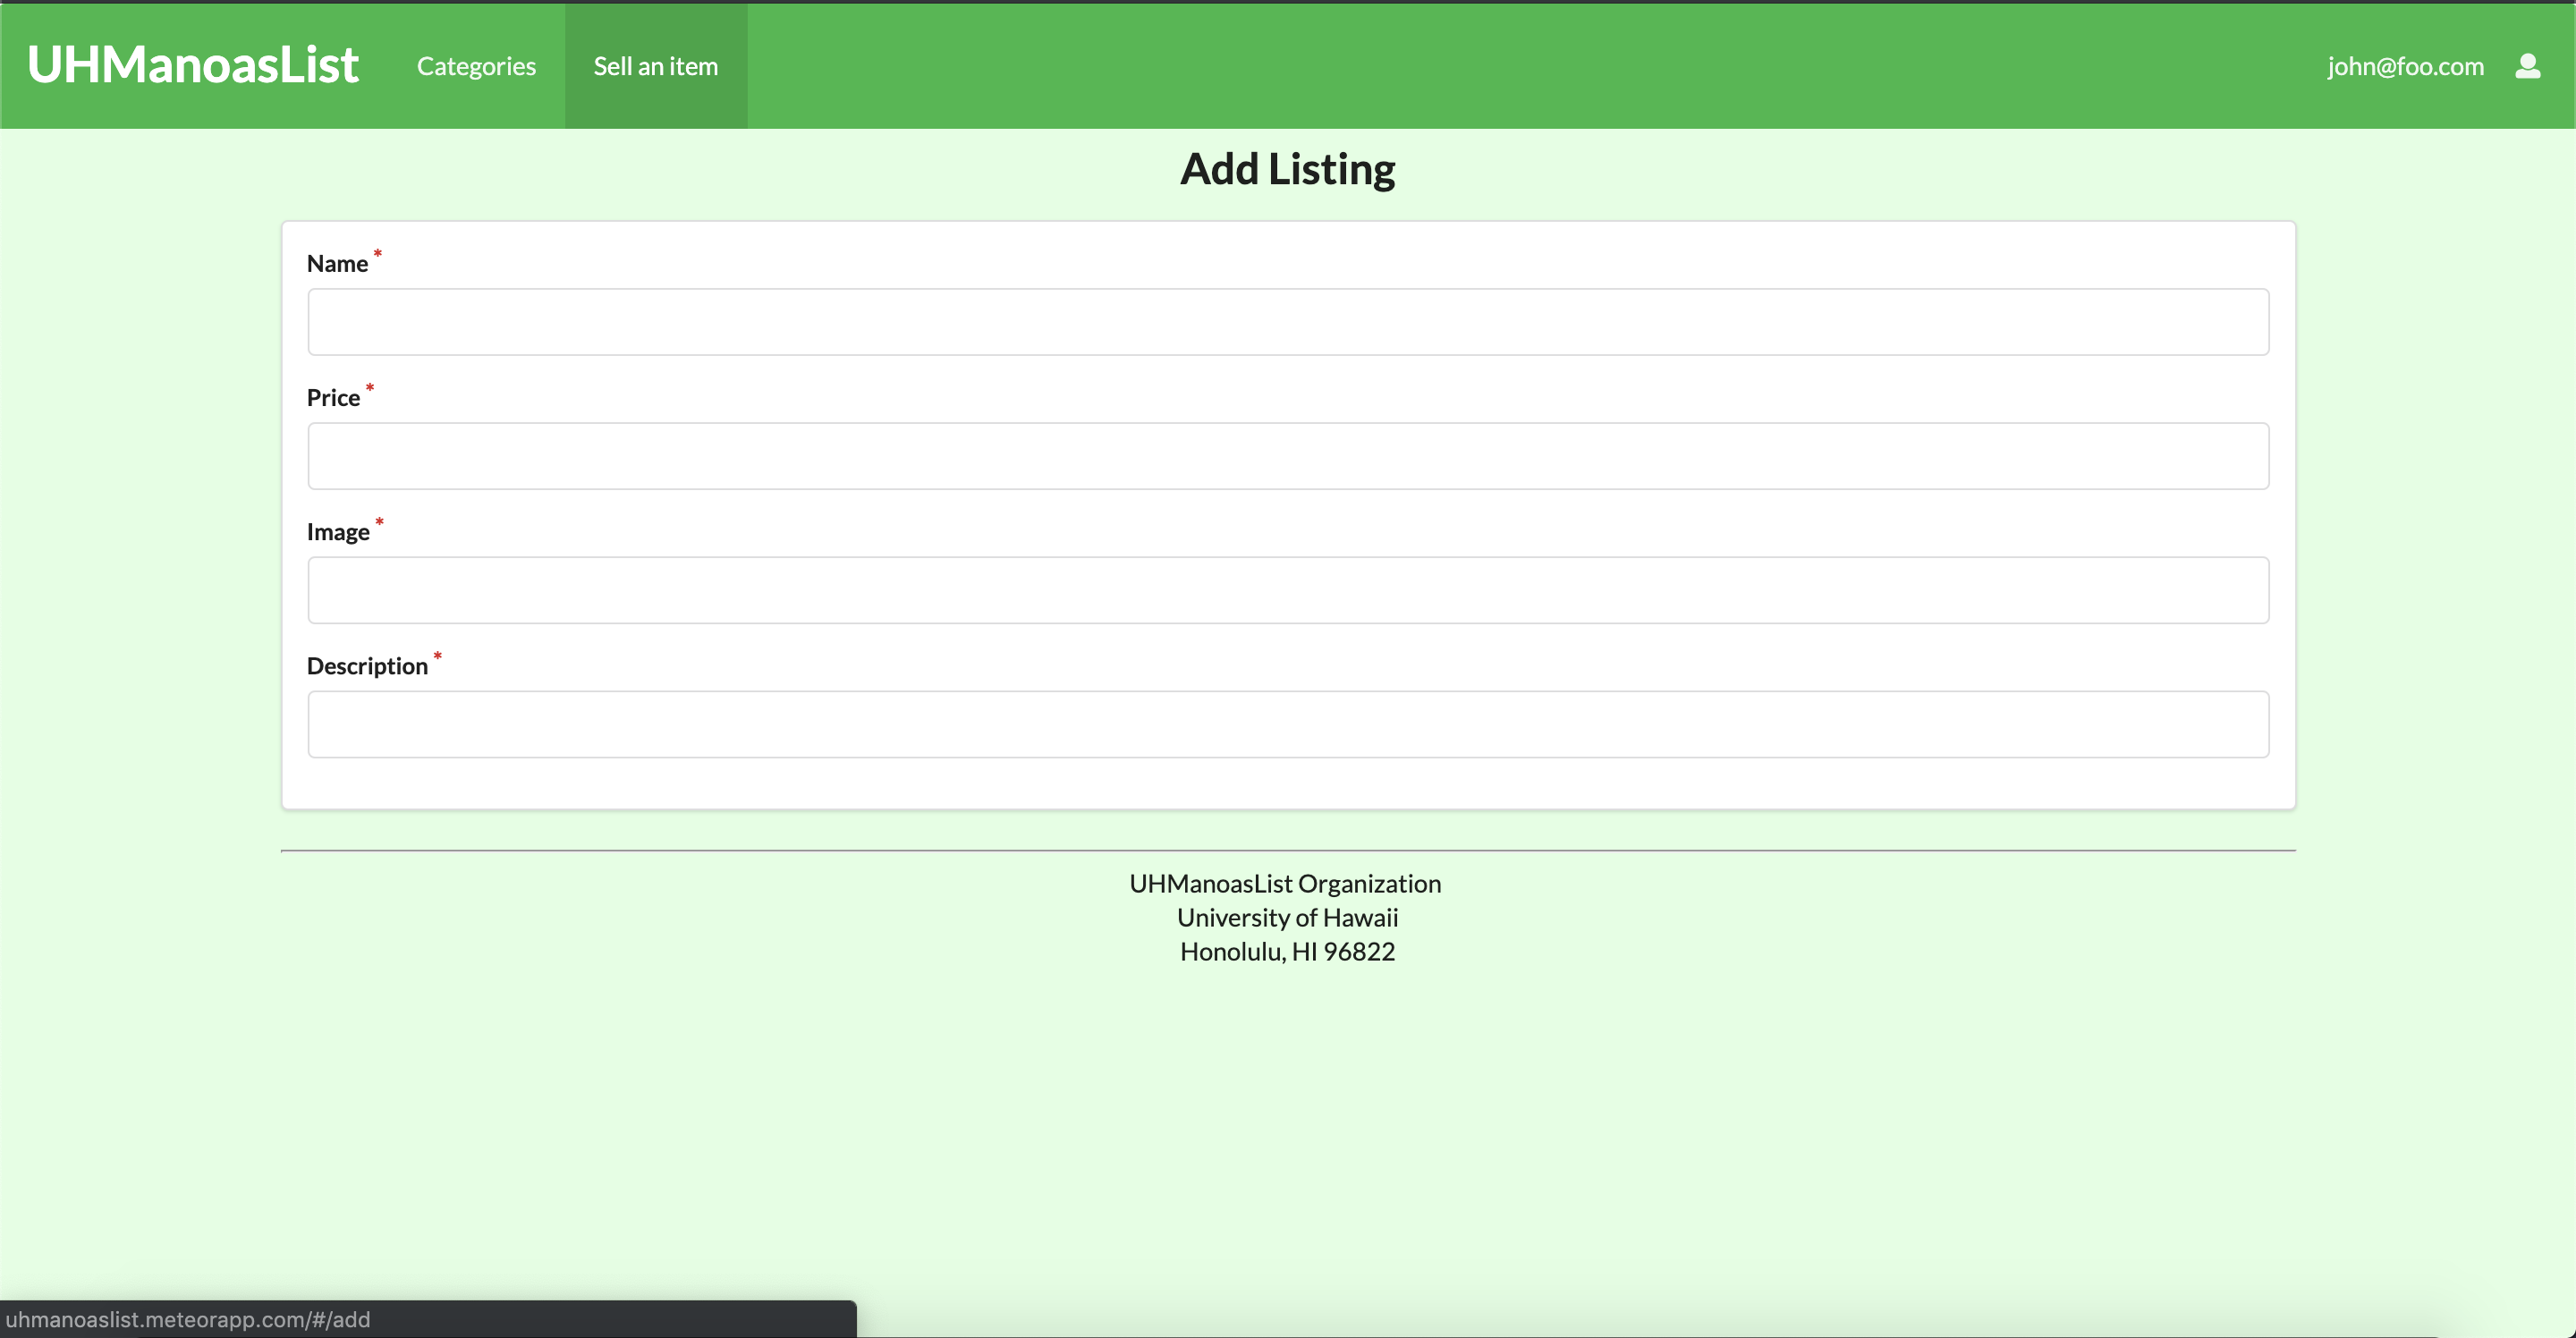 UHManoasList Categories Sell an item john@foo.com
Add Listing
Name *
Price *
Image *
Description *
UHManoasList Organization
University of Hawaii
Honolulu, HI 96822
uhmanoaslist.meteorapp.com/#/add